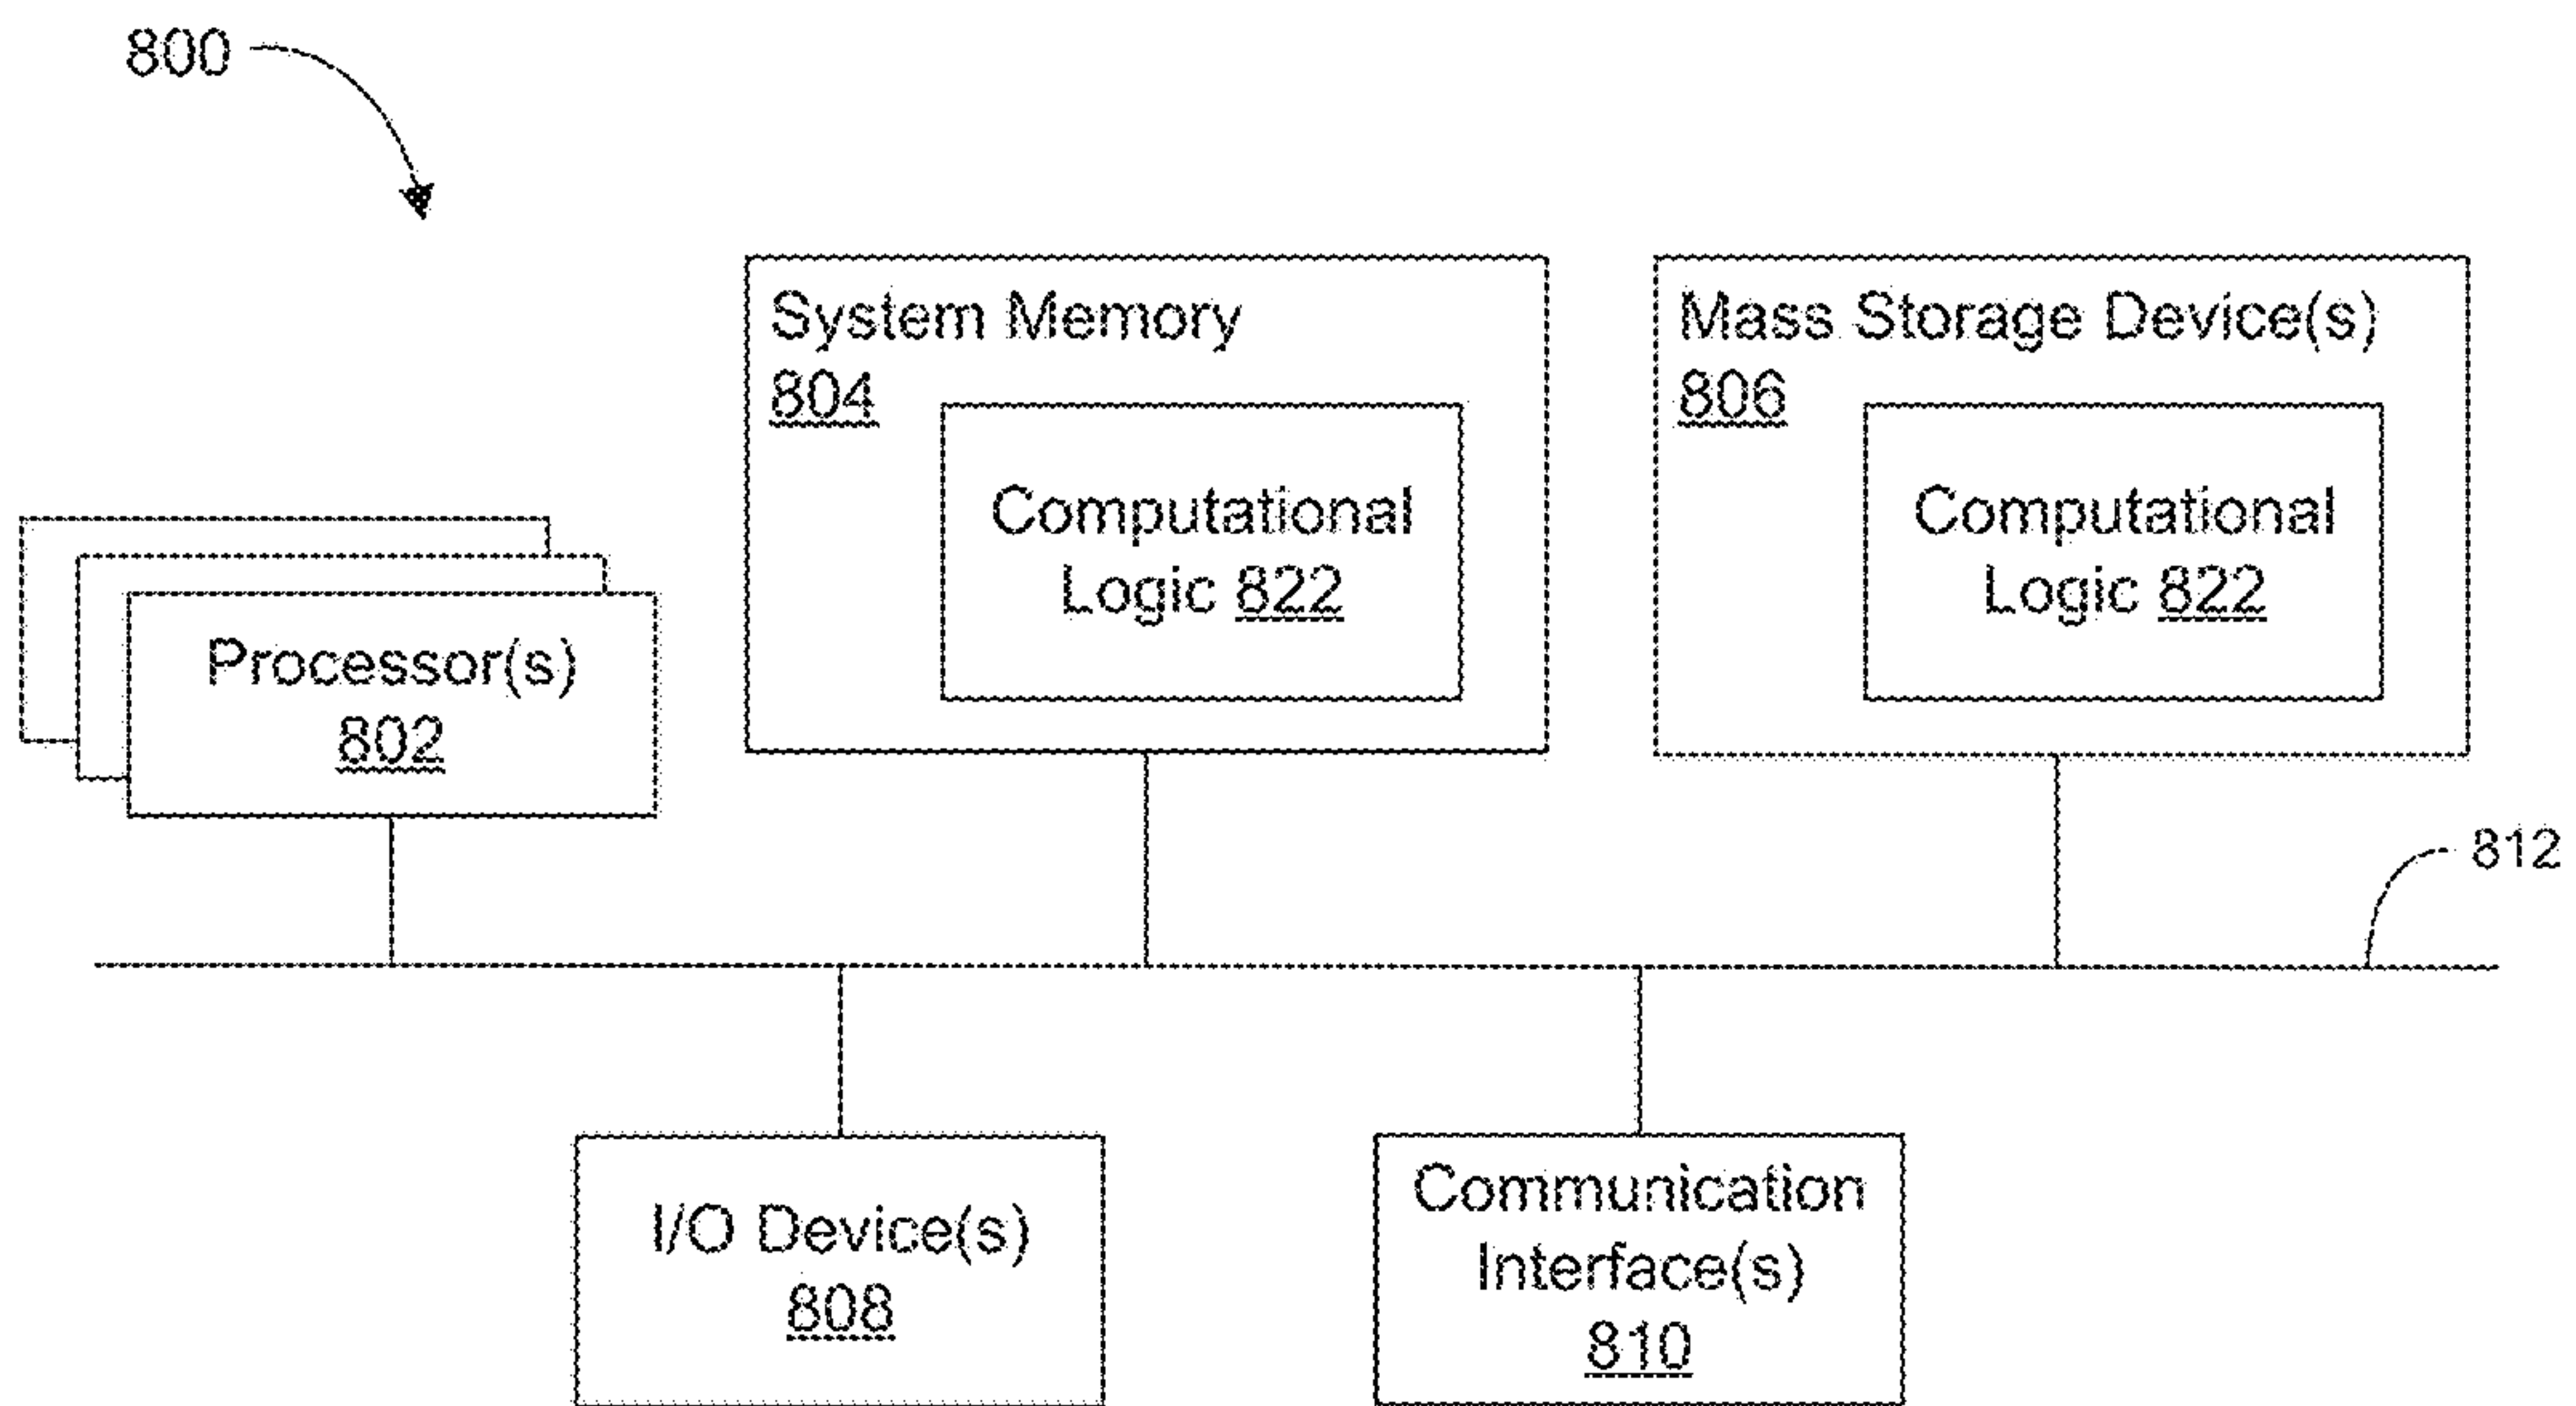 800
System Memory
804
Computational
Logic 822
Mass Storage Device(s)
806
Computational
Logic 822
Processor(s)
802
812
I/O Device(s)
808
Communication
Interface(s)
810